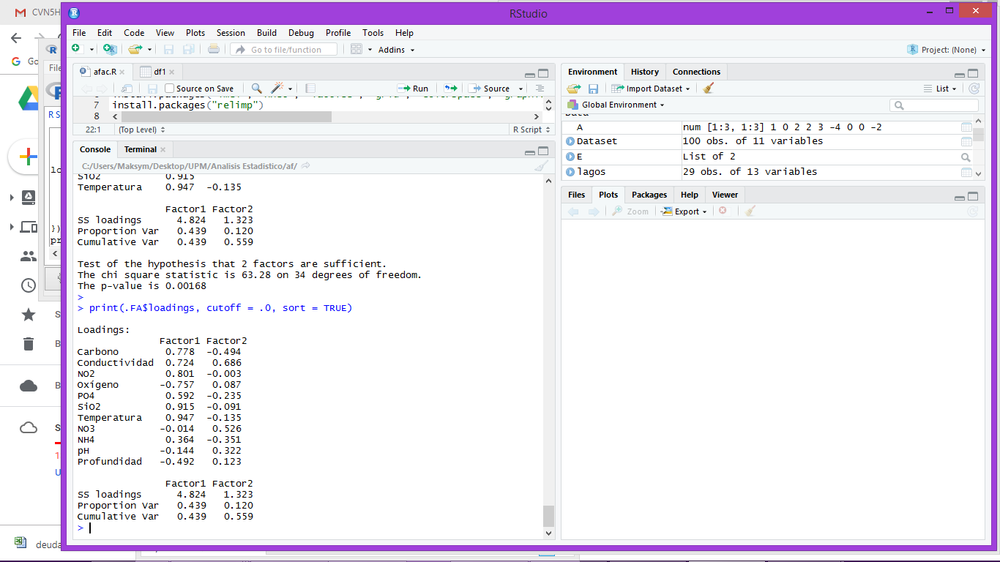 CVN5H
RStudio
File Edit Code View Plots Session Build Debug Profile Tools Help
Go to file/function
Addins
Project: (None)
Go
File
R S
lo
})
pr
S
B
B
S
1
U
deuda
afac.R
df1
Source on Save
Run
Source
7 install.packages("relimp")
8
22:1 (Top Level) R Script
Console Terminal
C:/Users/Maksym/Desktop/UPM/Analisis Estadistico/af/
SiO2 0.915
Temperatura 0.947 -0.135
Factor1 Factor2
SS loadings 4.824 1.323
Proportion Var 0.439 0.120
Cumulative Var 0.439 0.559
Test of the hypothesis that 2 factors are sufficient.
The chi square statistic is 63.28 on 34 degrees of freedom.
The p-value is 0.00168
>
> print(.FA$loadings, cutoff = .0, sort = TRUE)
Loadings:
Factor1 Factor2
Carbono 0.778 -0.494
Conductividad 0.724 0.686
NO2 0.801 -0.003
Oxígeno -0.757 0.087
PO4 0.592 -0.235
SiO2 0.915 -0.091
Temperatura 0.947 -0.135
NO3 -0.014 0.526
NH4 0.364 -0.351
pH -0.144 0.322
Profundidad -0.492 0.123
Factor1 Factor2
SS loadings 4.824 1.323
Proportion Var 0.439 0.120
Cumulative Var 0.439 0.559
>
Environment History Connections
Import Dataset
List
Global Environment
Data
A num [1:3, 1:3] 1 0 2 2 3 -4 0 0 -2
Dataset 100 obs. of 11 variables
E List of 2
lagos 29 obs. of 13 variables
Files Plots Packages Help Viewer
Zoom
Export